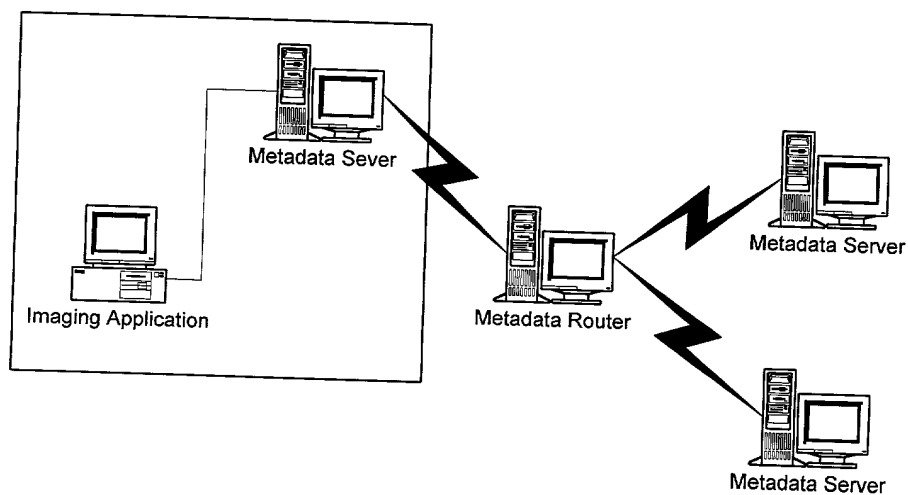 Metadata Sever
Imaging Application
Metadata Router
Metadata Server
Metadata Server